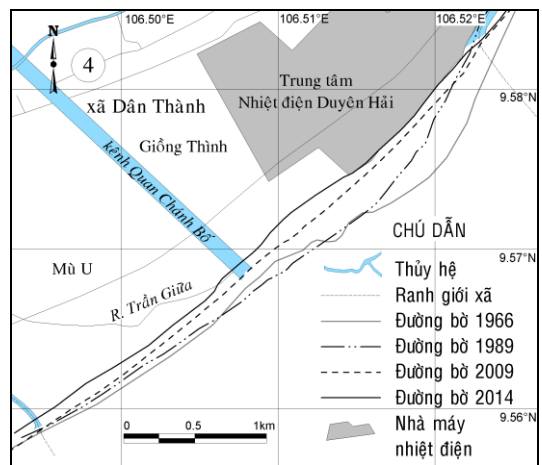 106.50°E
106.51°E
106.52°E
N
4
Trung tâm
Nhiệt điện Duyên Hải
9.58°N
xã Dân Thành
Giồng Thình
kênh Quan Chánh Bố
CHÚ DẪN
9.57°N
Mù U
Thủy hệ
R. Trần Giữa
Ranh giới xã
Đường bờ 1966
Đường bờ 1989
Đường bờ 2009
Đường bờ 2014
9.56°N
Nhà máy
nhiệt điện
0 0.5 1km